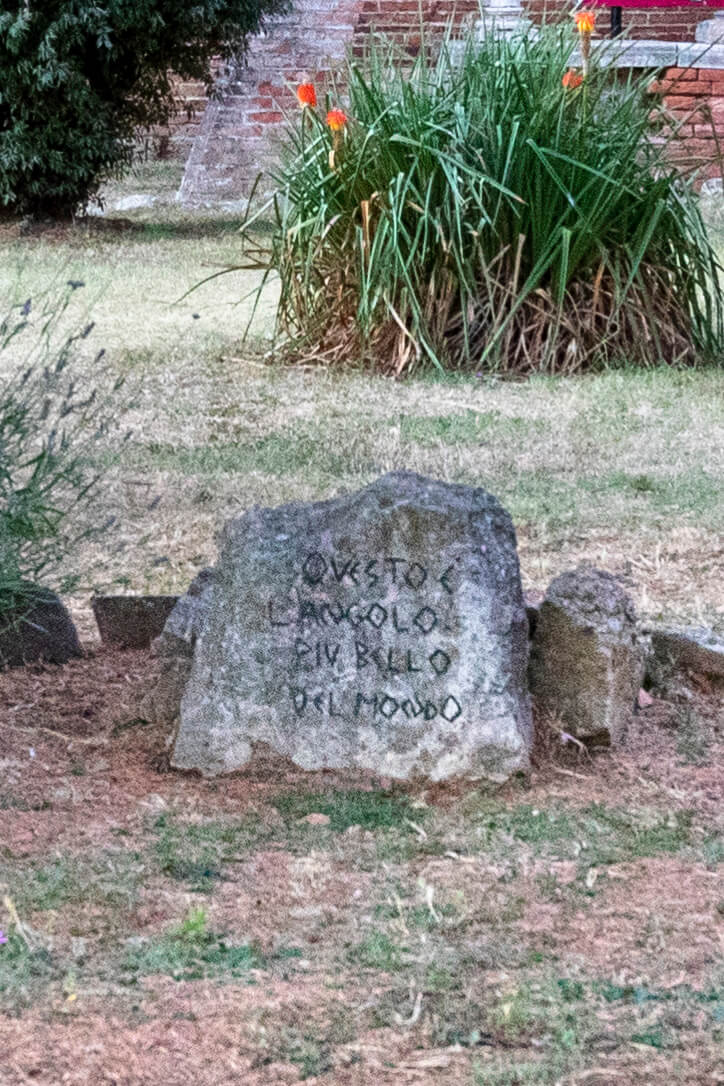 QVESTO É
L'ANGOLO
PIV BELLO
DEL MONDO